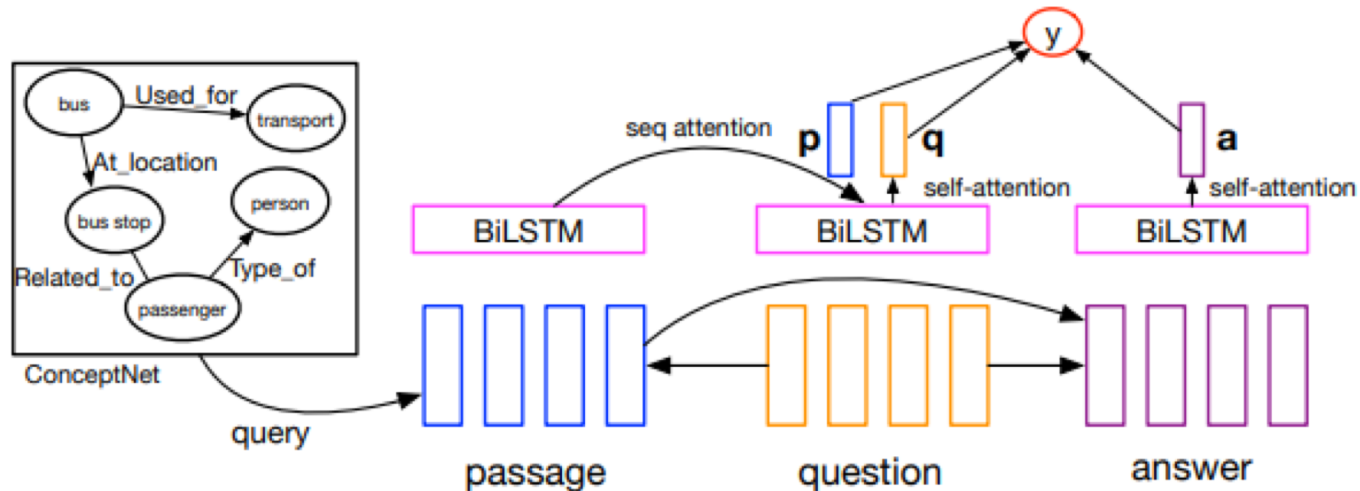 y
bus
Used_for
transport
seq attention
p
q
a
At_location
self-attention
self-attention
person
bus stop
BiLSTM
BiLSTM
BiLSTM
Related_to
Type_of
passenger
ConceptNet
query
passage
question
answer